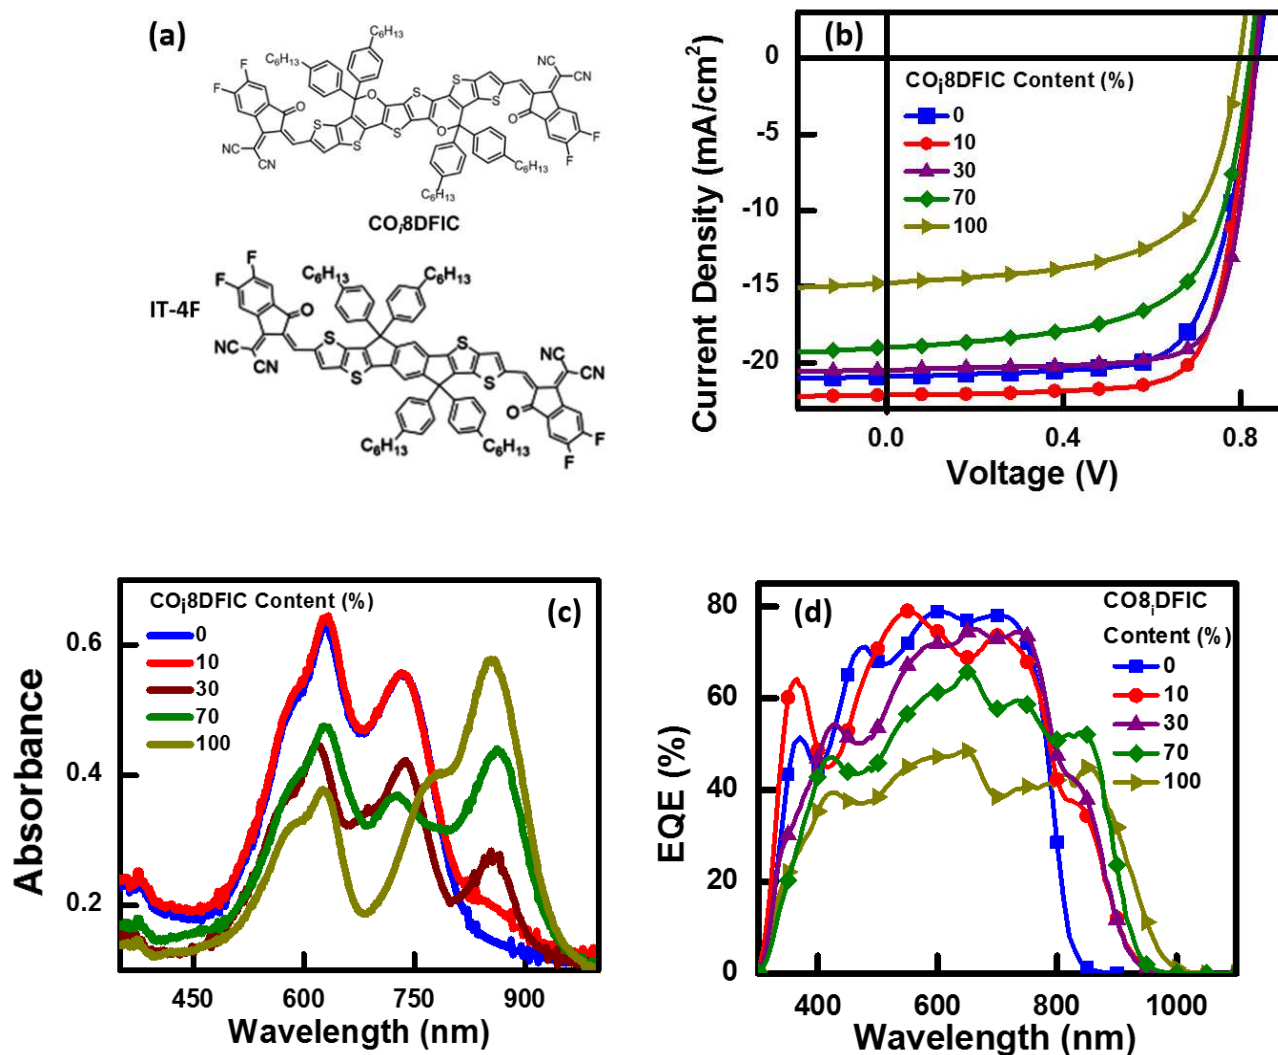 (a)
C6H13
C6H13
F
F
O
NC
CN
S
S
O
S
S
S
S
O
S
S
O
CN
CN
F
F
C6H13
C6H13
COi8DFIC
IT-4F
F
F
O
NC
CN
C6H13
C6H13
S
S
S
S
NC
CN
O
C6H13
C6H13
F
F
(b)
COi8DFIC Content (%)
0
10
30
70
100
Current Density (mA/cm2)
0
-5
-10
-15
-20
0.0 0.4 0.8
Voltage (V)
(c)
COi8DFIC Content (%)
0
10
30
70
100
Absorbance
0.6
0.4
0.2
450 600 750 900
Wavelength (nm)
(d)
CO8iDFIC
Content (%)
0
10
30
70
100
EQE (%)
80
60
40
20
0
400 600 800 1000
Wavelength (nm)